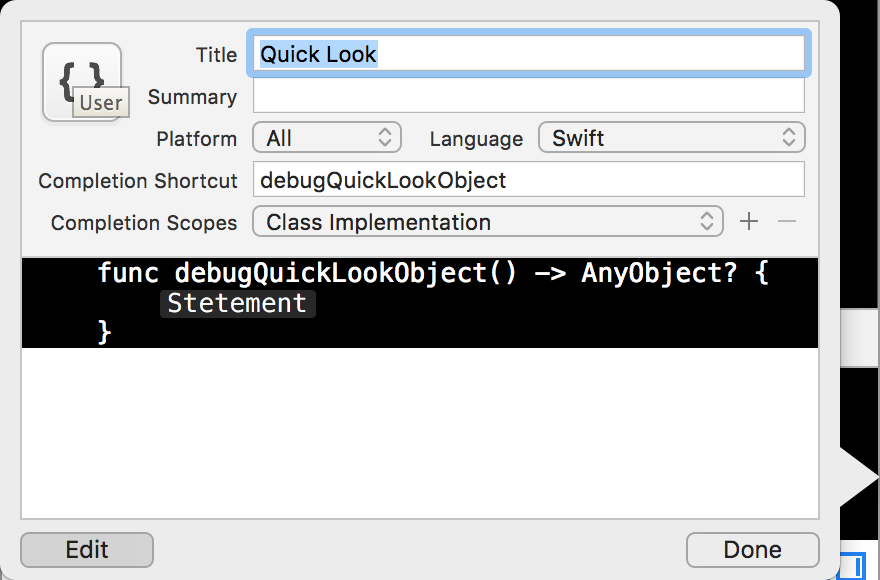 Title Quick Look
{ } User
Summary
Platform All Language Swift
Completion Shortcut debugQuickLookObject
Completion Scopes Class Implementation + −
func debugQuickLookObject() -> AnyObject? {
Stetement
}
Edit Done